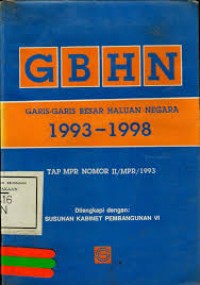 GBHN
GARIS-GARIS BESAR HALUAN NEGARA
1993-1998
TAP MPR NOMOR II/MPR/1993
Dilengkapi dengan:
SUSUNAN KABINET PEMBANGUNAN VI
16
N